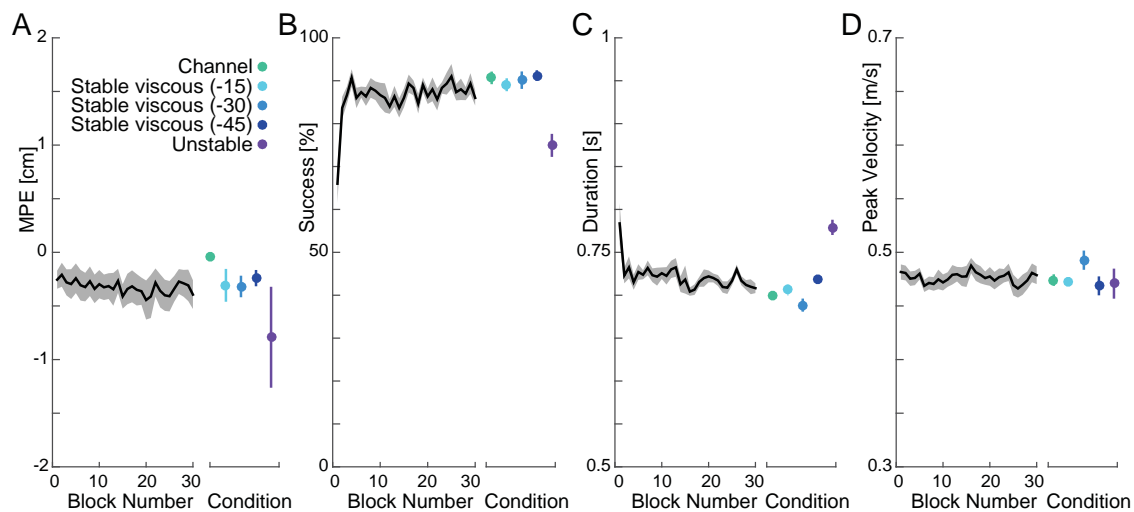 A
B
C
D
2
1
0
-1
-2
MPE [cm]
Channel
Stable viscous (-15)
Stable viscous (-30)
Stable viscous (-45)
Unstable
0
10
20
30
Block Number
Condition
100
50
0
Success [%]
0
10
20
30
Block Number
Condition
1
0.75
0.5
Duration [s]
0
10
20
30
Block Number
Condition
0.7
0.5
0.3
Peak Velocity [m/s]
0
10
20
30
Block Number
Condition